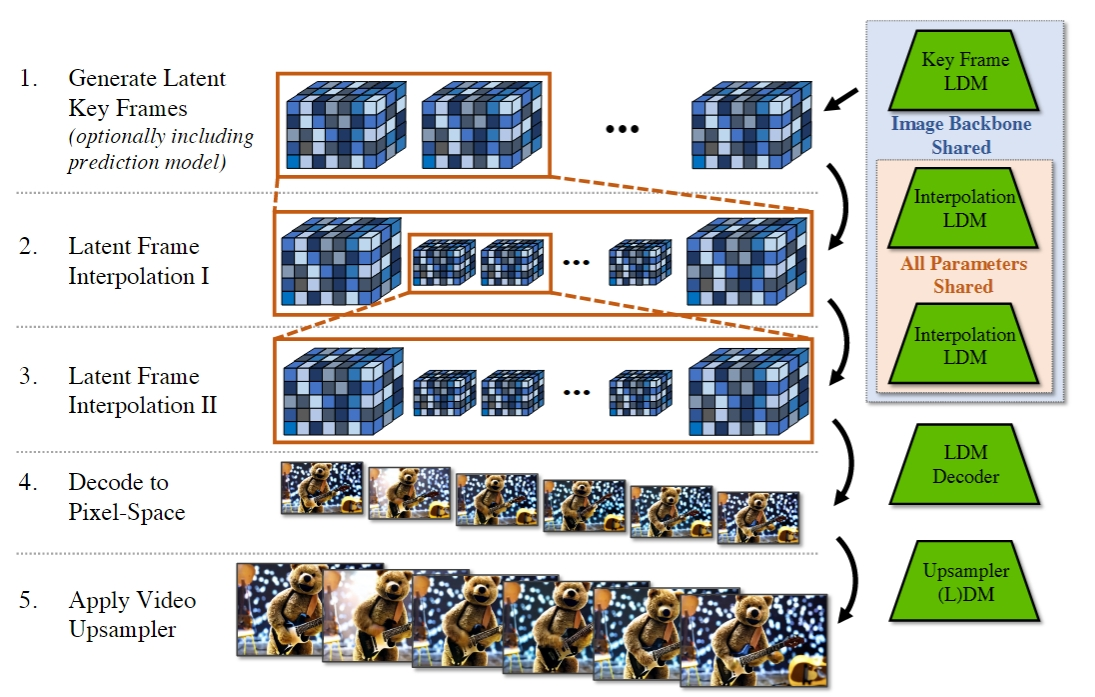 1. Generate Latent
Key Frames
(optionally including
prediction model)
2. Latent Frame
Interpolation I
3. Latent Frame
Interpolation II
4. Decode to
Pixel-Space
5. Apply Video
Upsampler
Key Frame
LDM
Image Backbone
Shared
Interpolation
LDM
All Parameters
Shared
Interpolation
LDM
LDM
Decoder
Upsampler
(L)DM